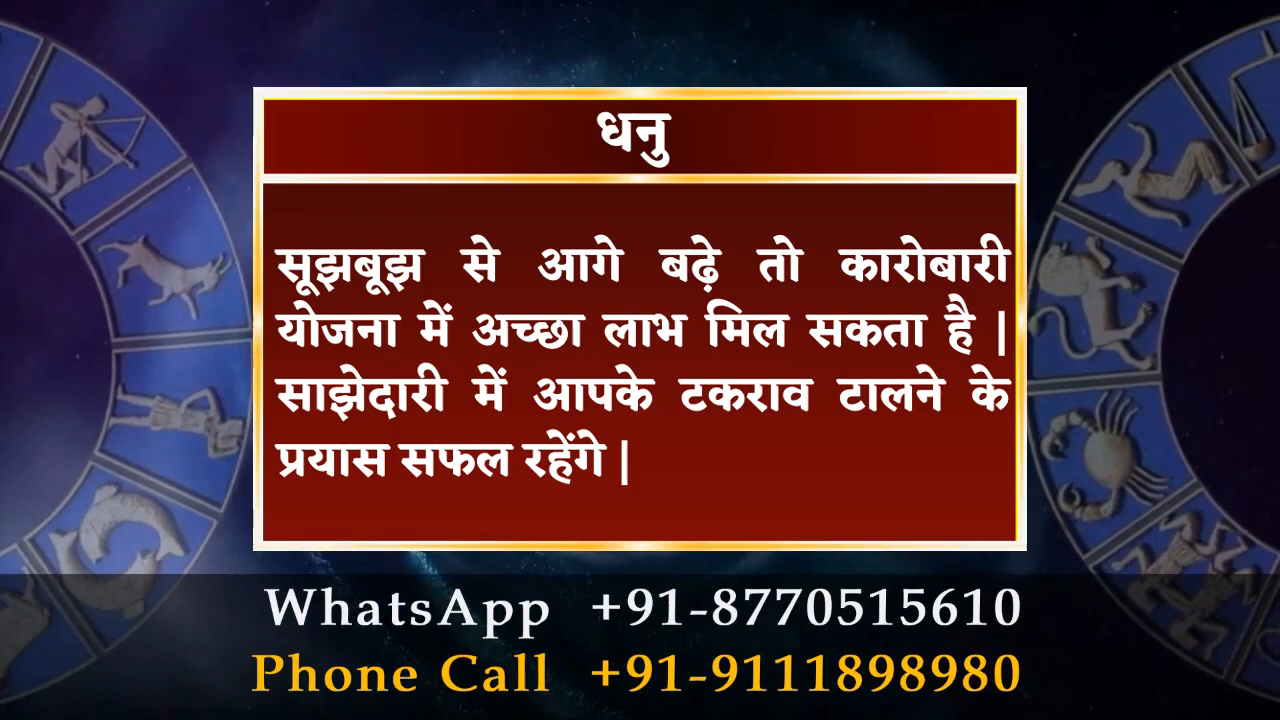 धनु
सूझबूझ से आगे बढ़े तो कारोबारी
योजना में अच्छा लाभ मिल सकता है |
साझेदारी में आपके टकराव टालने के
प्रयास सफल रहेंगे |
WhatsApp +91-8770515610
Phone Call +91-9111898980